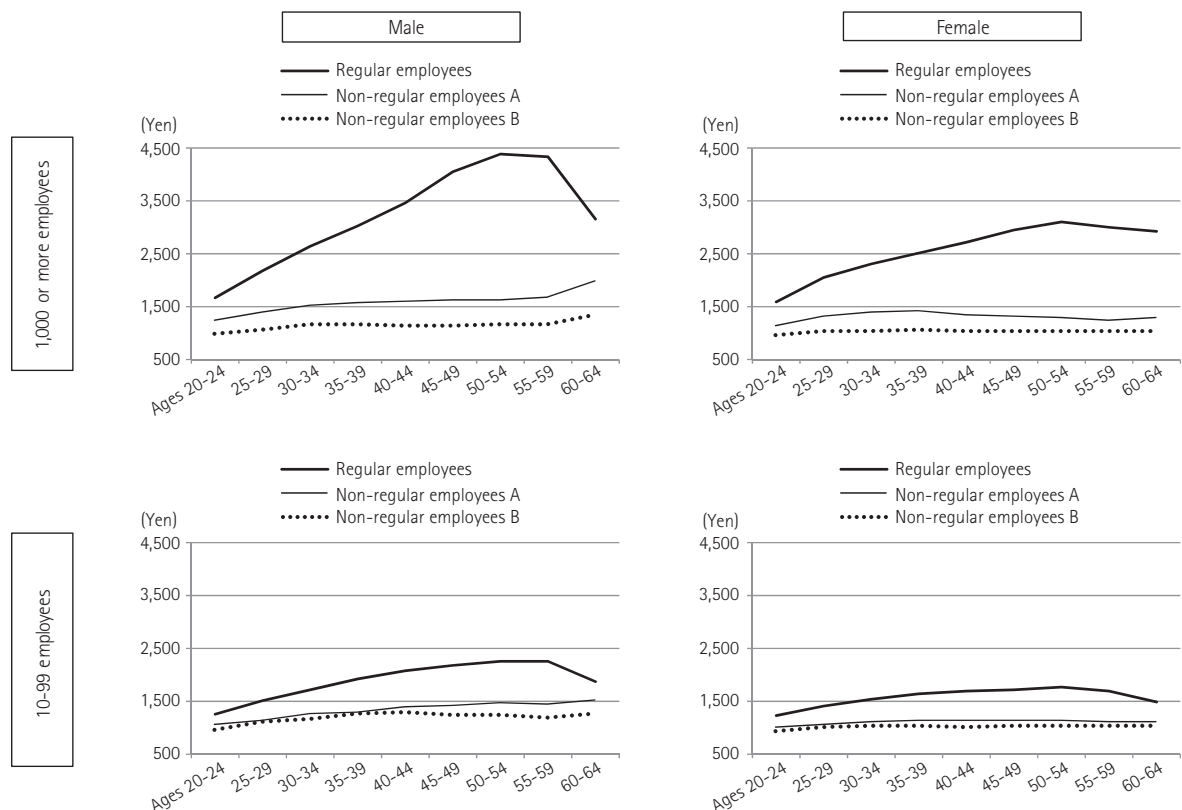 Male
Female
Regular employees
Non-regular employees A
Non-regular employees B
Regular employees
Non-regular employees A
Non-regular employees B
1,000 or more employees
(Yen)
4,500
3,500
2,500
1,500
500
Ages 20-24
25-29
30-34
35-39
40-44
45-49
50-54
55-59
60-64
(Yen)
4,500
3,500
2,500
1,500
500
Ages 20-24
25-29
30-34
35-39
40-44
45-49
50-54
55-59
60-64
Regular employees
Non-regular employees A
Non-regular employees B
Regular employees
Non-regular employees A
Non-regular employees B
10-99 employees
(Yen)
4,500
3,500
2,500
1,500
500
Ages 20-24
25-29
30-34
35-39
40-44
45-49
50-54
55-59
60-64
(Yen)
4,500
3,500
2,500
1,500
500
Ages 20-24
25-29
30-34
35-39
40-44
45-49
50-54
55-59
60-64